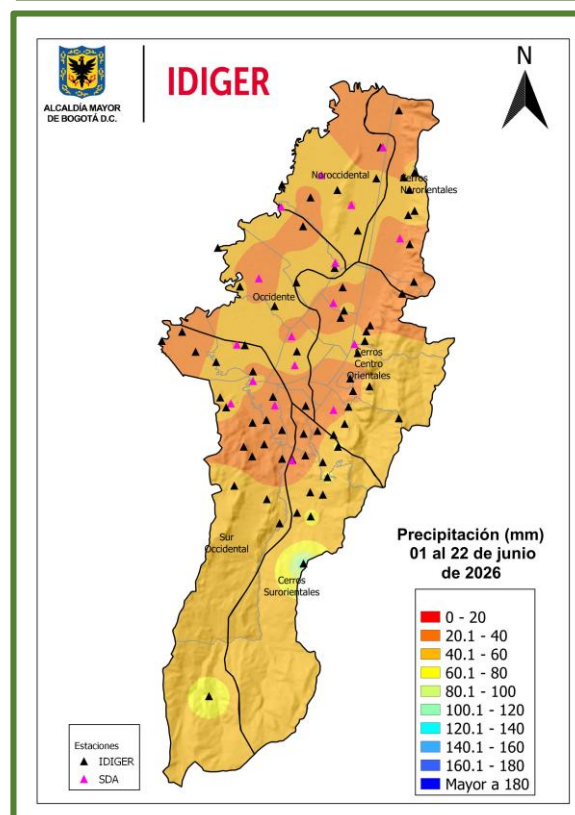 ALCALDÍA MAYOR
DE BOGOTÁ D.C.
IDIGER
N
Noroccidental
Cerros
Nororientales
Occidente
Cerros
Centro
Orientales
Sur
Occidental
Cerros
Surorientales
Precipitación (mm)
01 al 22 de junio
de 2026
0 - 20
20.1 - 40
40.1 - 60
60.1 - 80
80.1 - 100
100.1 - 120
120.1 - 140
140.1 - 160
160.1 - 180
Mayor a 180
Estaciones
IDIGER
SDA